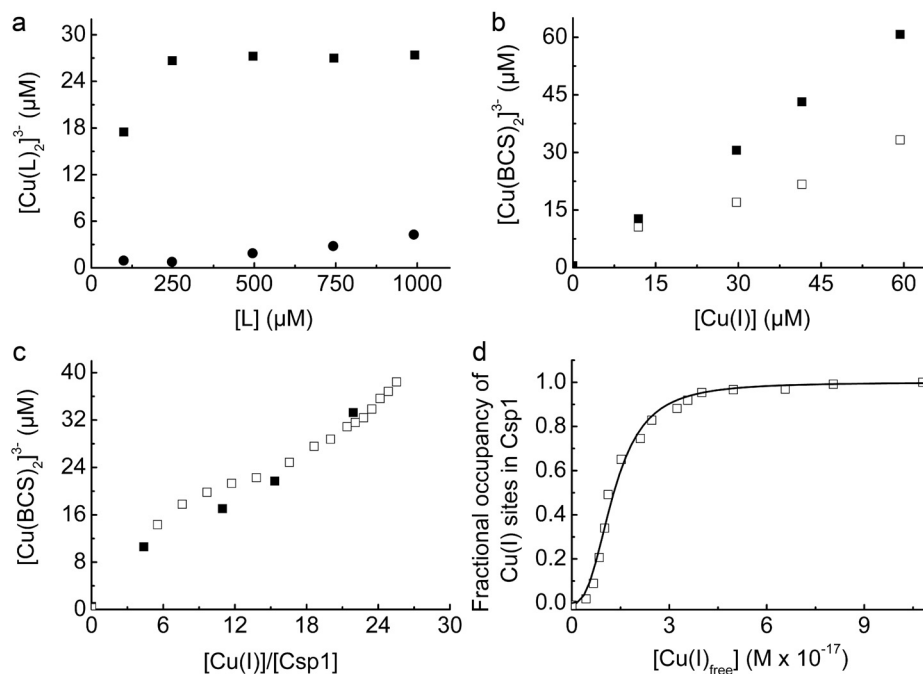 a
[Cu(L)₂]³⁻ (µM)
30
24
18
12
6
0
0 250 500 750 1000
[L] (µM)
b
[Cu(BCS)₂]³⁻ (µM)
60
45
30
15
0
0 15 30 45 60
[Cu(I)] (µM)
c
[Cu(BCS)₂]³⁻ (µM)
40
32
24
16
8
0
0 6 12 18 24 30
[Cu(I)]/[Csp1]
d
Fractional occupancy of
Cu(I) sites in Csp1
1.0
0.8
0.6
0.4
0.2
0.0
0 3 6 9
[Cu(I)free] (M x 10⁻¹⁷)